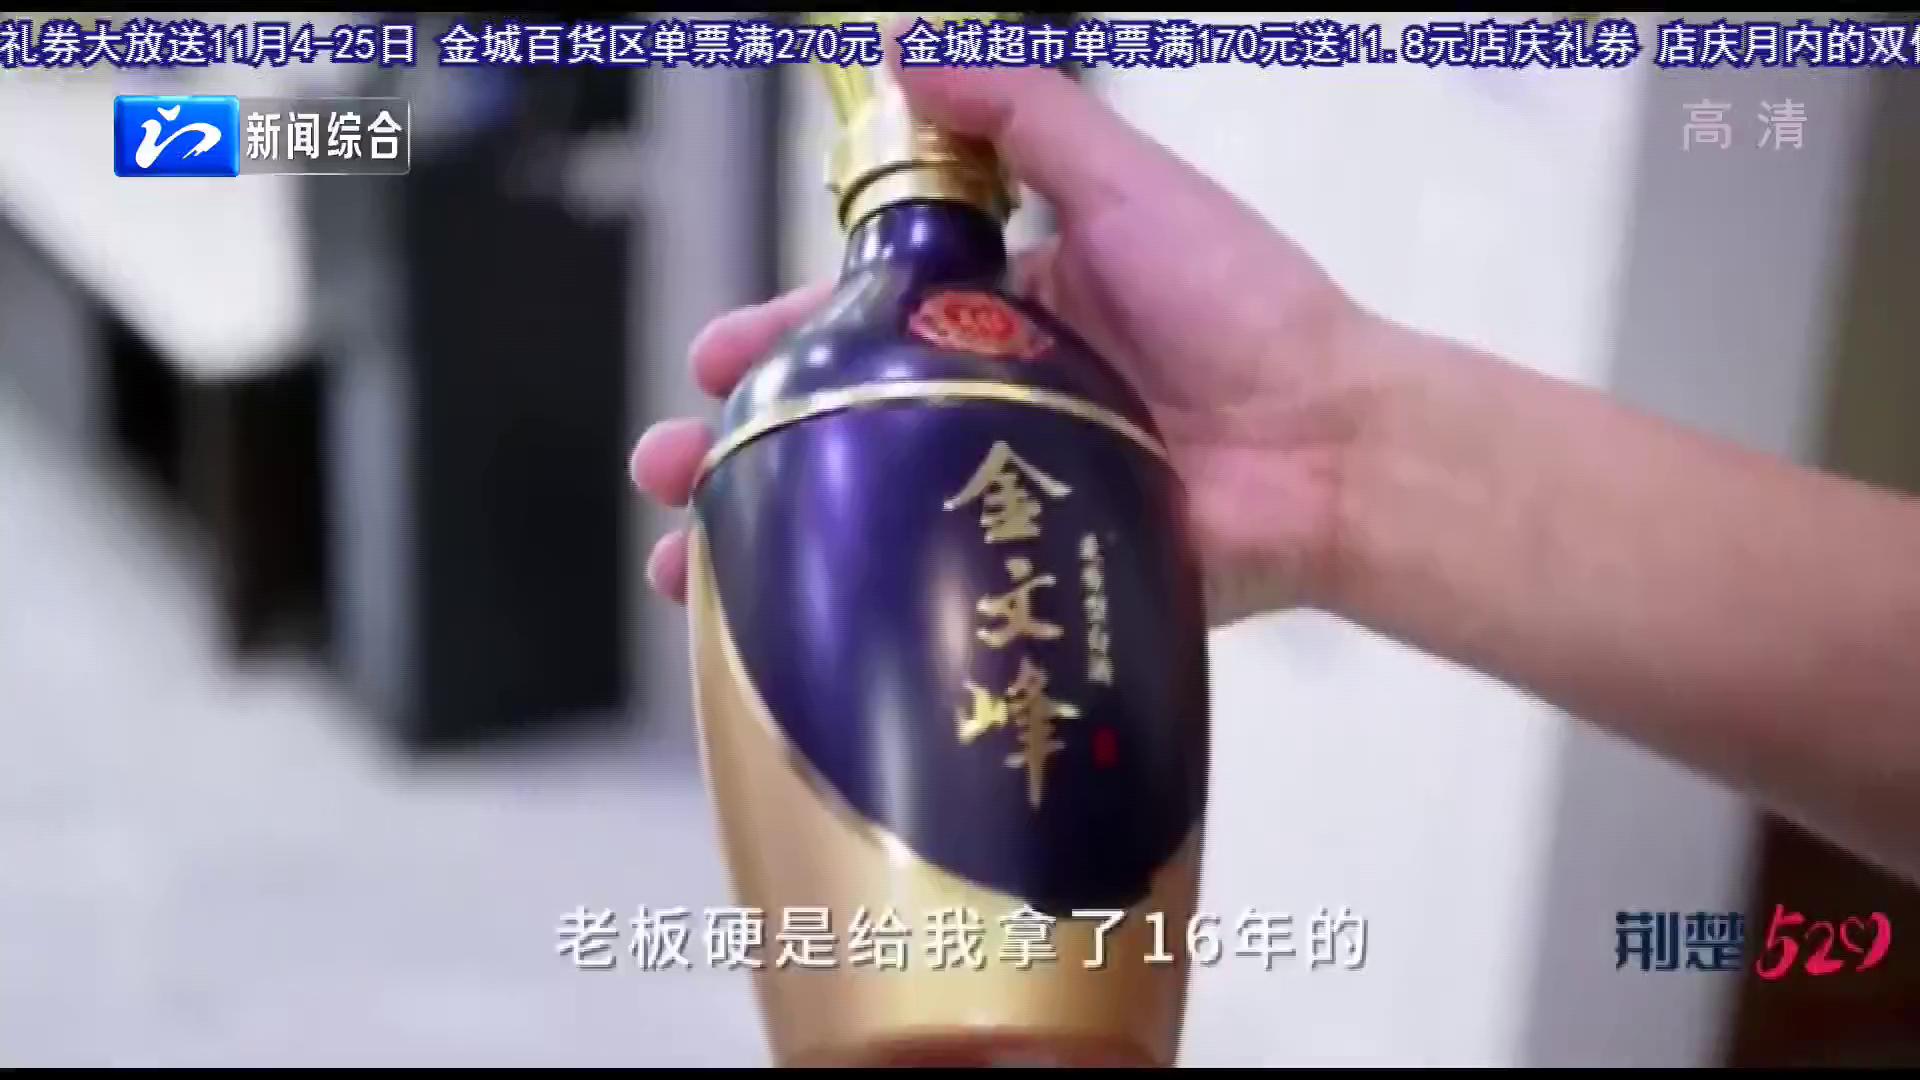 礼券大放送11月4-25日 金城百货区单票满270元 金城超市单票满170元送11.8元店庆礼券 店庆月内的双
新闻综合
高清
金文峰
老板硬是给我拿了16年的
荆楚520